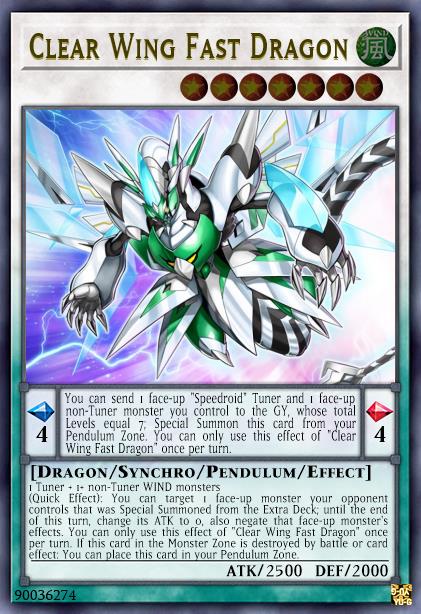 Clear Wing Fast Dragon
WIND
風
You can send 1 face-up "Speedroid" Tuner and 1 face-up
non-Tuner monster you control to the GY, whose total
Levels equal 7; Special Summon this card from your
Pendulum Zone. You can only use this effect of "Clear
Wing Fast Dragon" once per turn.
4
4
[Dragon/Synchro/Pendulum/Effect]
1 Tuner + 1+ non-Tuner WIND monsters
(Quick Effect): You can target 1 face-up monster your opponent
controls that was Special Summoned from the Extra Deck; until the end
of this turn, change its ATK to 0, also negate that face-up monster's
effects. You can only use this effect of "Clear Wing Fast Dragon" once
per turn. If this card in the Monster Zone is destroyed by battle or card
effect: You can place this card in your Pendulum Zone.
ATK/2500 DEF/2000
90036274